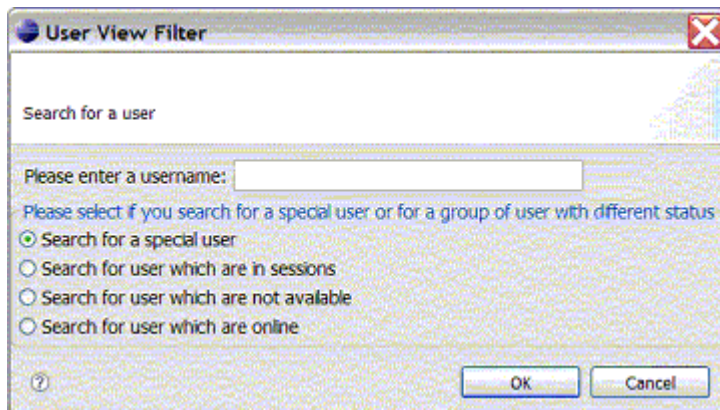 User View Filter
Search for a user
Please enter a username:
Please select if you search for a special user or for a group of user with different status
Search for a special user
Search for user which are in sessions
Search for user which are not available
Search for user which are online
?
OK Cancel